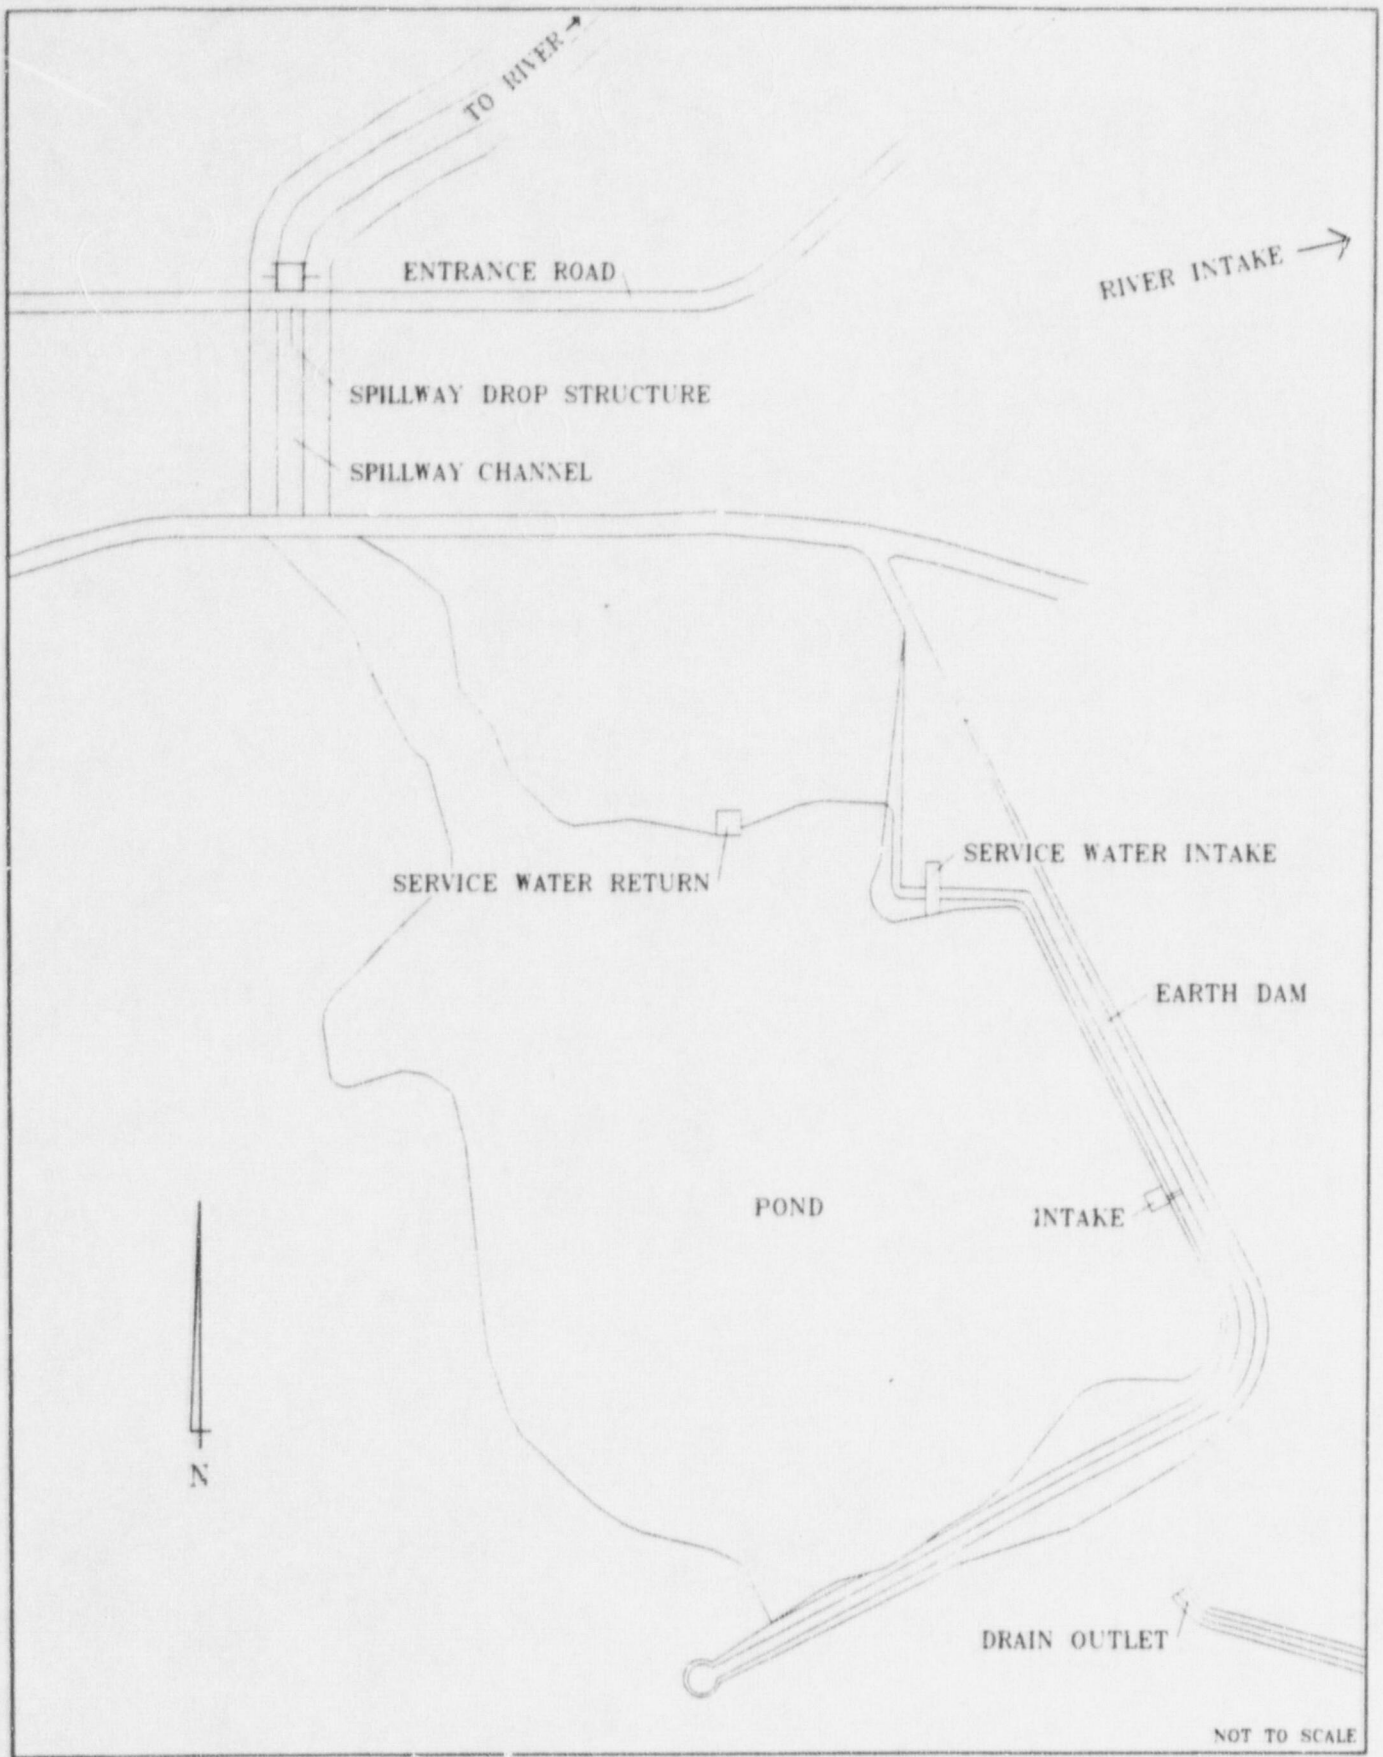 TO RIVER
ENTRANCE ROAD
RIVER INTAKE
SPILLWAY DROP STRUCTURE
SPILLWAY CHANNEL
SERVICE WATER INTAKE
SERVICE WATER RETURN
EARTH DAM
POND
INTAKE
N
DRAIN OUTLET
NOT TO SCALE